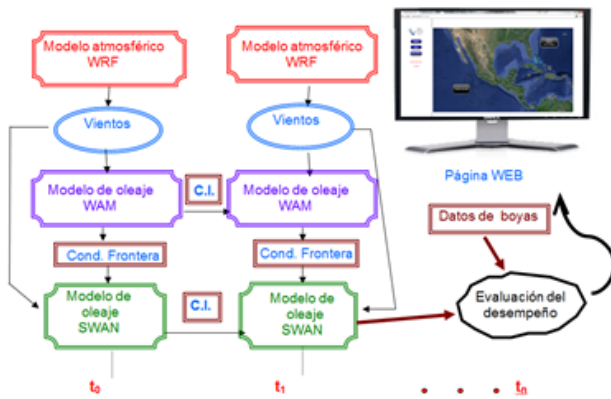 Modelo atmosférico
WRF
Modelo atmosférico
WRF
Vientos
Vientos
Página WEB
Modelo de oleaje
WAM
C.I.
Modelo de oleaje
WAM
Datos de boyas
Cond. Frontera
Cond. Frontera
Modelo de
oleaje
SWAN
C.I.
Modelo de
oleaje
SWAN
Evaluación del
desempeño
t0
t1
. . . tn